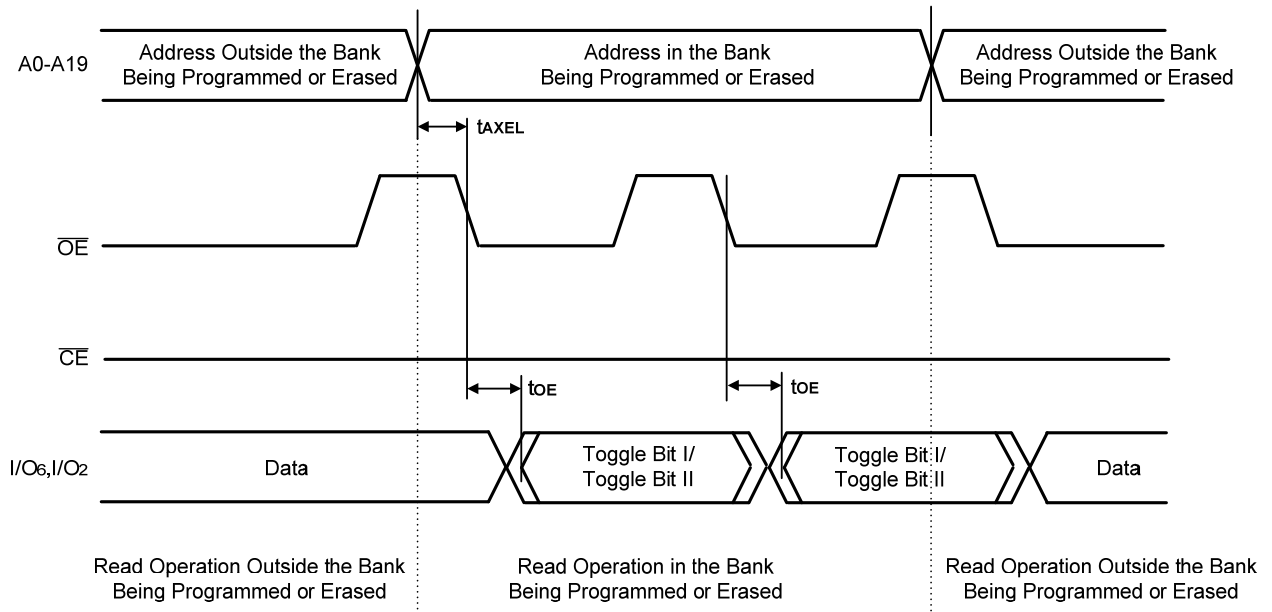 A0-A19
Address Outside the Bank
Being Programmed or Erased
Address in the Bank
Being Programmed or Erased
Address Outside the Bank
Being Programmed or Erased
tAXEL
OE
CE
tOE
tOE
I/O6,I/O2
Data
Toggle Bit I/
Toggle Bit II
Toggle Bit I/
Toggle Bit II
Data
Read Operation Outside the Bank
Being Programmed or Erased
Read Operation in the Bank
Being Programmed or Erased
Read Operation Outside the Bank
Being Programmed or Erased